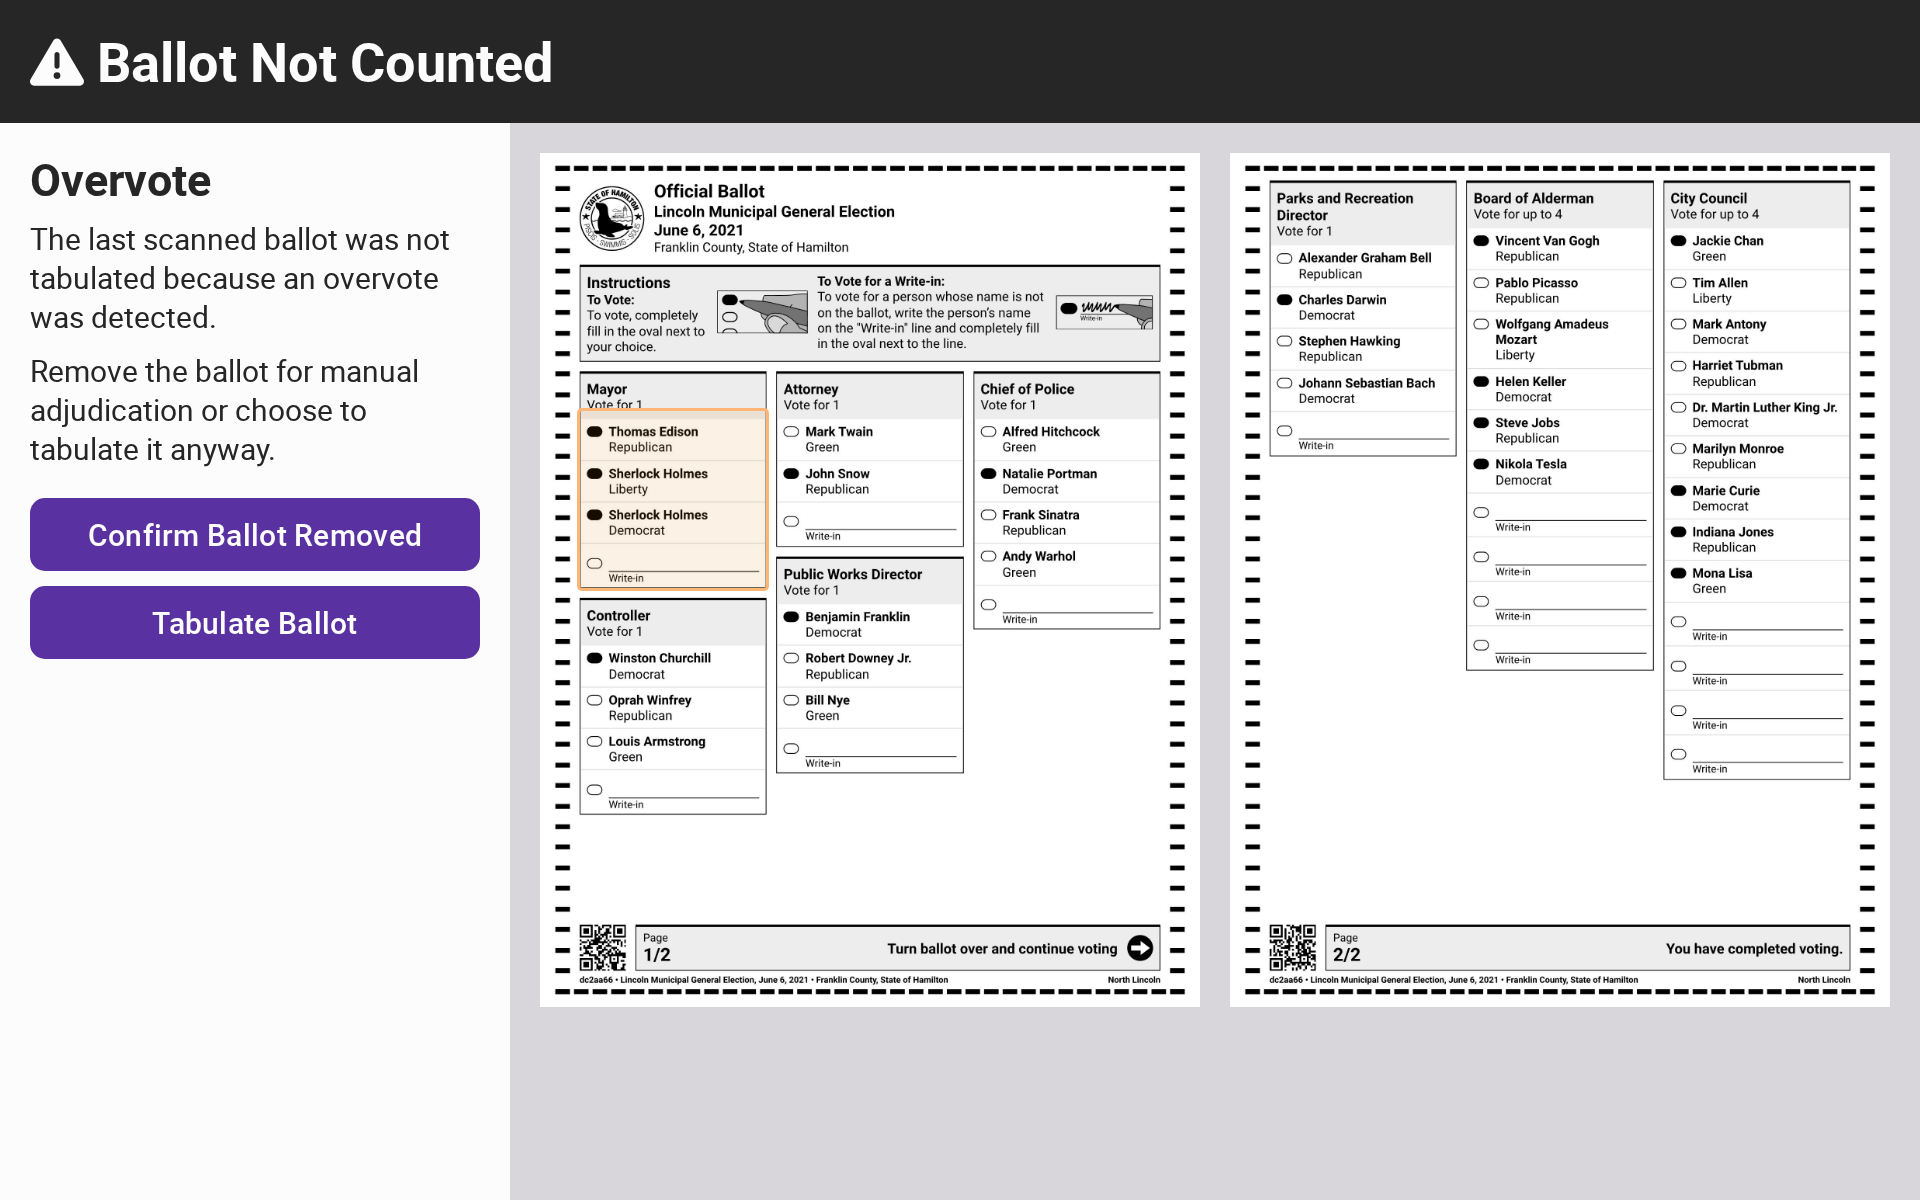 Ballot Not Counted
Overvote
The last scanned ballot was not
tabulated because an overvote
was detected.
Remove the ballot for manual
adjudication or choose to
tabulate it anyway.
Confirm Ballot Removed
Tabulate Ballot
STATE OF HAMILTON
Official Ballot
Lincoln Municipal General Election
June 6, 2021
Franklin County, State of Hamilton
Instructions
To Vote:
To vote, completely
fill in the oval next to
your choice.
To Vote for a Write-in:
To vote for a person whose name is not
on the ballot, write the person's name
on the "Write-in" line and completely fill
in the oval next to the line.
Write-in
Mayor
Vote for 1
Thomas Edison
Republican
Sherlock Holmes
Liberty
Sherlock Holmes
Democrat
Write-in
Controller
Vote for 1
Winston Churchill
Democrat
Oprah Winfrey
Republican
Louis Armstrong
Green
Write-in
Attorney
Vote for 1
Mark Twain
Green
John Snow
Republican
Write-in
Public Works Director
Vote for 1
Benjamin Franklin
Democrat
Robert Downey Jr.
Republican
Bill Nye
Green
Write-in
Chief of Police
Vote for 1
Alfred Hitchcock
Green
Natalie Portman
Democrat
Frank Sinatra
Republican
Andy Warhol
Green
Write-in
Page
1/2
Turn ballot over and continue voting
dc2aa66 • Lincoln Municipal General Election, June 6, 2021 • Franklin County, State of Hamilton
North Lincoln
Parks and Recreation
Director
Vote for 1
Alexander Graham Bell
Republican
Charles Darwin
Democrat
Stephen Hawking
Republican
Johann Sebastian Bach
Democrat
Write-in
Board of Alderman
Vote for up to 4
Vincent Van Gogh
Republican
Pablo Picasso
Republican
Wolfgang Amadeus
Mozart
Liberty
Helen Keller
Democrat
Steve Jobs
Republican
Nikola Tesla
Democrat
Write-in
Write-in
Write-in
Write-in
City Council
Vote for up to 4
Jackie Chan
Green
Tim Allen
Liberty
Mark Antony
Democrat
Harriet Tubman
Republican
Dr. Martin Luther King Jr.
Democrat
Marilyn Monroe
Republican
Marie Curie
Democrat
Indiana Jones
Republican
Mona Lisa
Green
Write-in
Write-in
Write-in
Write-in
Page
2/2
You have completed voting.
dc2aa66 • Lincoln Municipal General Election, June 6, 2021 • Franklin County, State of Hamilton
North Lincoln